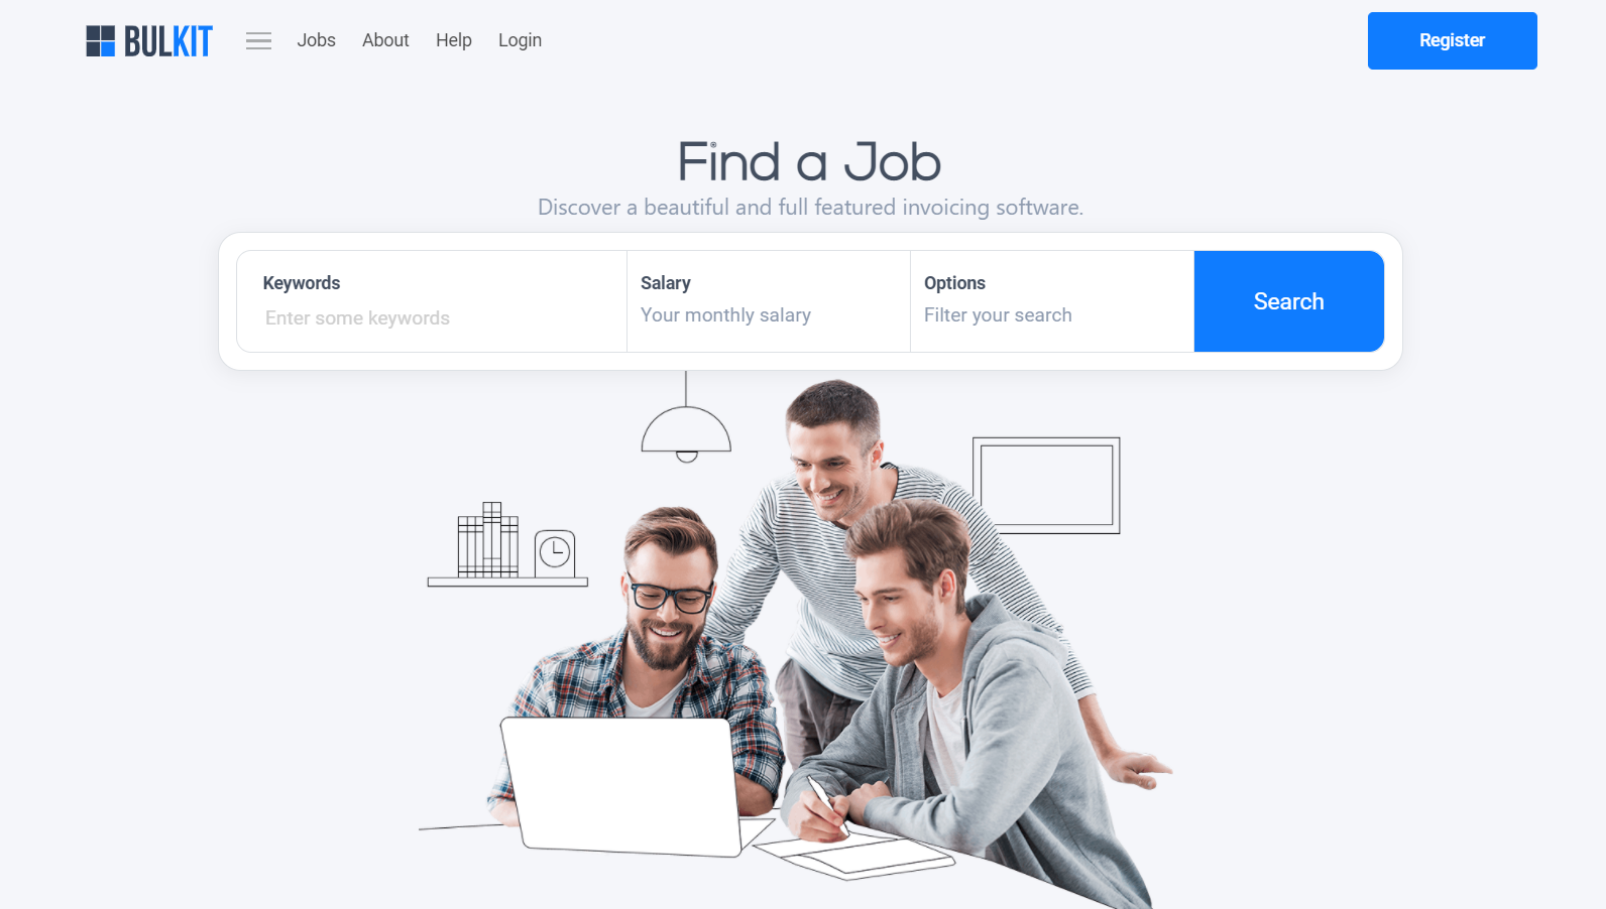 BULKIT
Jobs About Help Login
Register
Find a Job
Discover a beautiful and full featured invoicing software.
Keywords
Enter some keywords
Salary
Your monthly salary
Options
Filter your search
Search